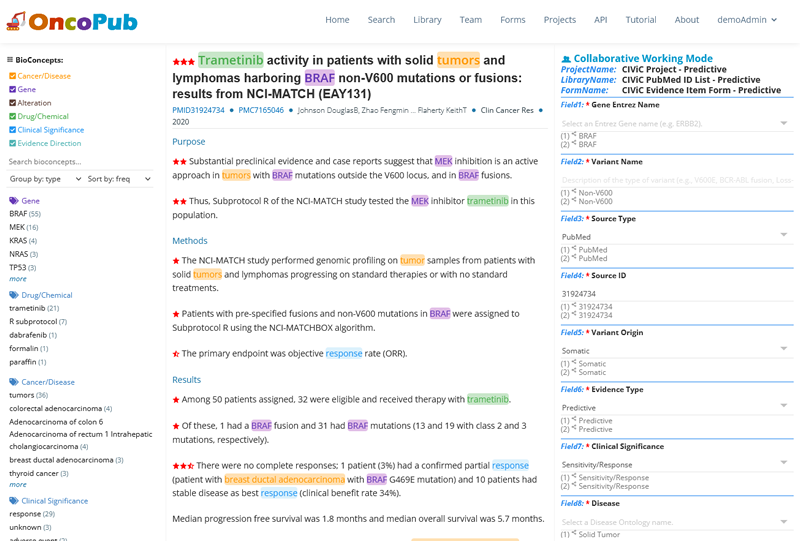 OncoPub
Home Search Library Team Forms Projects API Tutorial About demoAdmin
BioConcepts:
Cancer/Disease
Gene
Alteration
Drug/Chemical
Clinical Significance
Evidence Direction
Search bioconcepts...
Group by: type Sort by: freq
Gene
BRAF (55)
MEK (16)
KRAS (4)
NRAS (3)
TP53 (3)
more
Drug/Chemical
trametinib (21)
R subprotocol (7)
dabrafenib (1)
formalin (1)
paraffin (1)
Cancer/Disease
tumors (36)
colorectal adenocarcinoma (4)
Adenocarcinoma of colon 6
Adenocarcinoma of rectum 1 Intrahepatic
cholangiocarcinoma (4)
breast ductal adenocarcinoma (3)
thyroid cancer (3)
more
Clinical Significance
response (29)
unknown (3)
adverse event (2)
Trametinib activity in patients with solid tumors and
lymphomas harboring BRAF non-V600 mutations or fusions:
results from NCI-MATCH (EAY131)
PMID31924734 • PMC7165046 • Johnson DouglasB, Zhao Fengmin ... Flaherty KeithT • Clin Cancer Res •
2020
Purpose
Substantial preclinical evidence and case reports suggest that MEK inhibition is an active
approach in tumors with BRAF mutations outside the V600 locus, and in BRAF fusions.
Thus, Subprotocol R of the NCI-MATCH study tested the MEK inhibitor trametinib in this
population.
Methods
The NCI-MATCH study performed genomic profiling on tumor samples from patients with
solid tumors and lymphomas progressing on standard therapies or with no standard
treatments.
Patients with pre-specified fusions and non-V600 mutations in BRAF were assigned to
Subprotocol R using the NCI-MATCHBOX algorithm.
The primary endpoint was objective response rate (ORR).
Results
Among 50 patients assigned, 32 were eligible and received therapy with trametinib.
Of these, 1 had a BRAF fusion and 31 had BRAF mutations (13 and 19 with class 2 and 3
mutations, respectively).
There were no complete responses; 1 patient (3%) had a confirmed partial response
(patient with breast ductal adenocarcinoma with BRAF G469E mutation) and 10 patients had
stable disease as best response (clinical benefit rate 34%).
Median progression free survival was 1.8 months and median overall survival was 5.7 months.
Collaborative Working Mode
ProjectName: CIViC Project - Predictive
LibraryName: CIViC PubMed ID List - Predictive
FormName: CIViC Evidence Item Form - Predictive
Field1: * Gene Entrez Name
Select an Entrez Gene name (e.g. ERBB2).
(1) BRAF
(2) BRAF
Field2: * Variant Name
Description of the type of variant (e.g., V600E, BCR-ABL fusion, Loss-
(1) Non-V600
(2) Non-V600
Field3: * Source Type
PubMed
(1) PubMed
(2) PubMed
Field4: * Source ID
31924734
(1) 31924734
(2) 31924734
Field5: * Variant Origin
Somatic
(1) Somatic
(2) Somatic
Field6: * Evidence Type
Predictive
(1) Predictive
(2) Predictive
Field7: * Clinical Significance
Sensitivity/Response
(1) Sensitivity/Response
(2) Sensitivity/Response
Field8: * Disease
Select a Disease Ontology name.
(1) Solid Tumor